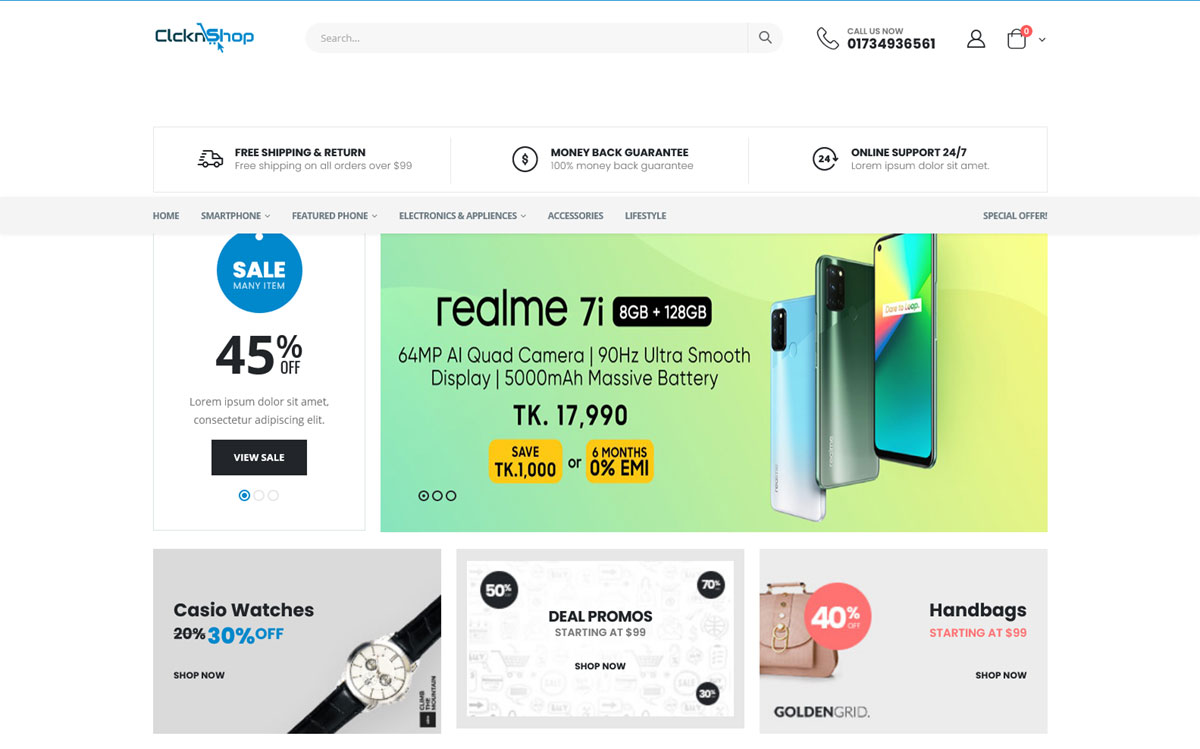 ClcknShop
Search...
CALL US NOW
01734936561
0
FREE SHIPPING & RETURN
Free shipping on all orders over $99
$
MONEY BACK GUARANTEE
100% money back guarantee
24
ONLINE SUPPORT 24/7
Lorem ipsum dolor sit amet.
HOME
SMARTPHONE
FEATURED PHONE
ELECTRONICS & APPLIENCES
ACCESSORIES
LIFESTYLE
SPECIAL OFFER!
SALE
MANY ITEM
45%
OFF
Lorem ipsum dolor sit amet,
consectetur adipiscing elit.
VIEW SALE
realme 7i 8GB + 128GB
64MP AI Quad Camera | 90Hz Ultra Smooth
Display | 5000mAh Massive Battery
TK. 17,990
SAVE
TK.1,000
or
6 MONTHS
0% EMI
Dare to Leap.
realme
realme
Casio Watches
20% 30% OFF
SHOP NOW
CLIMB
THE
MOUNTAIN
50%
70%
DEAL PROMOS
STARTING AT $99
SHOP NOW
30%
40%
OFF
Handbags
STARTING AT $99
SHOP NOW
GOLDENGRID.